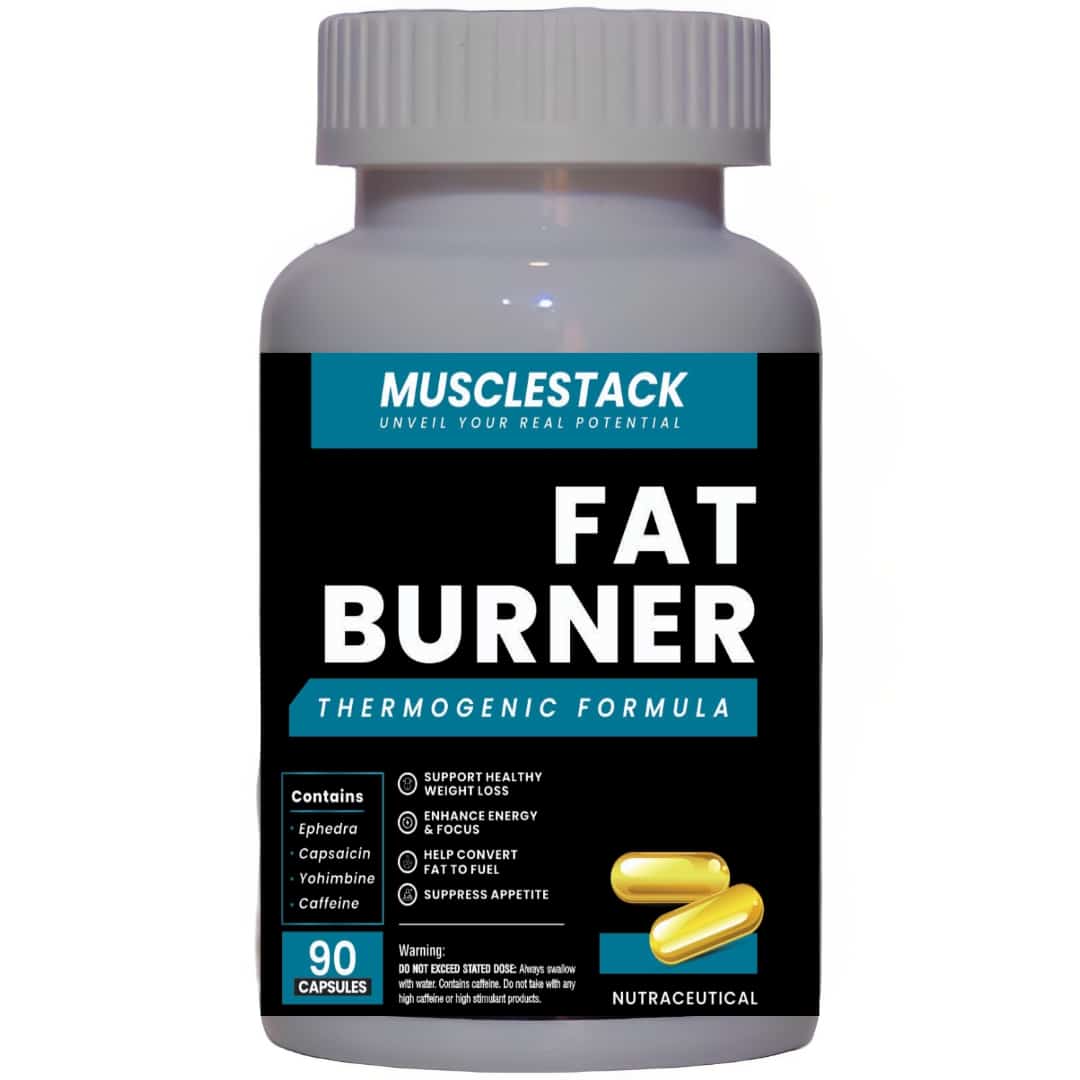 MUSCLESTACK
UNVEIL YOUR REAL POTENTIAL
FAT
BURNER
THERMOGENIC FORMULA
Contains
• Ephedra
• Capsaicin
• Yohimbine
• Caffeine
90
CAPSULES
SUPPORT HEALTHY
WEIGHT LOSS
ENHANCE ENERGY
& FOCUS
HELP CONVERT
FAT TO FUEL
SUPPRESS APPETITE
Warning:
DO NOT EXCEED STATED DOSE: Always swallow
with water. Contains caffeine. Do not take with any
high caffeine or high stimulant products.
NUTRACEUTICAL